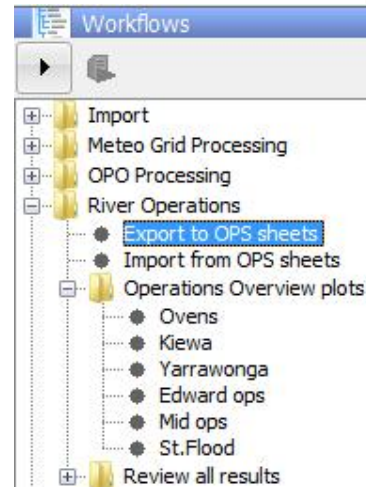 Workflows
Import
Meteo Grid Processing
OPO Processing
River Operations
Export to OPS sheets
Import from OPS sheets
Operations Overview plots
Ovens
Kiewa
Yarrawonga
Edward ops
Mid ops
St.Flood
Review all results